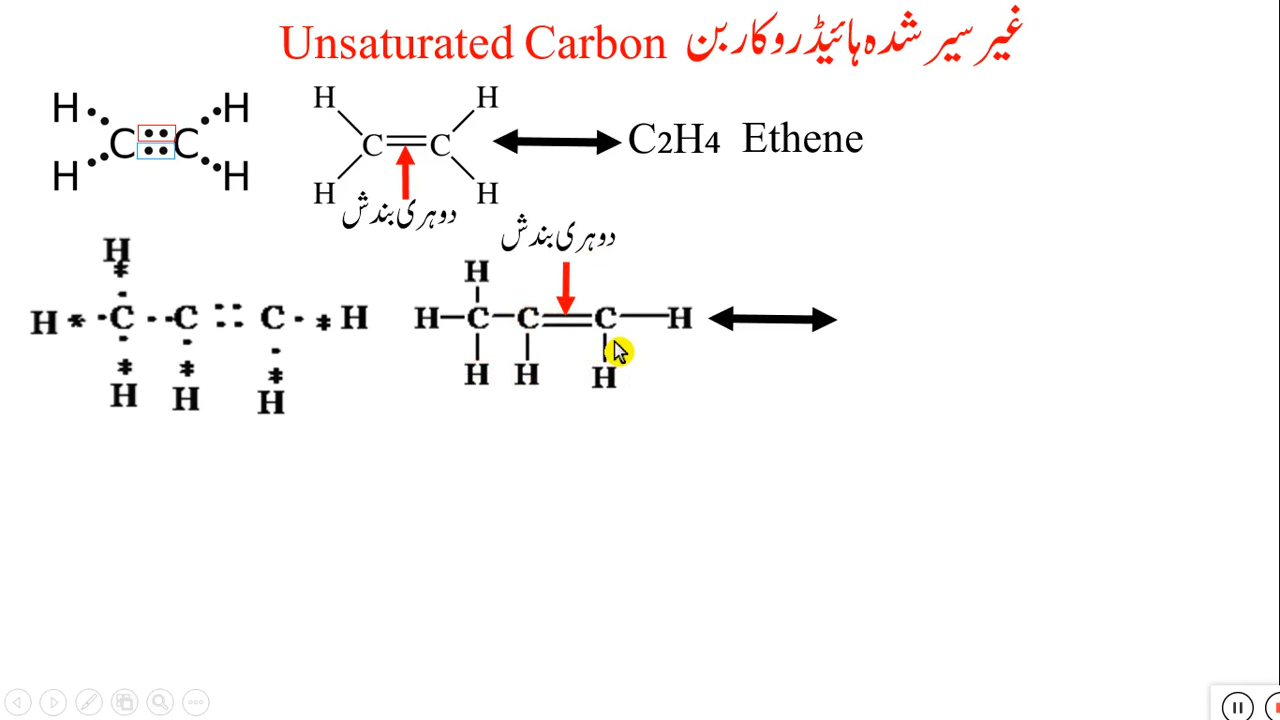 Unsaturated Carbon غیر سیر شدہ ہائیڈروکاربن
H H
C C
H H
H H
C C
H H
C2H4 Ethene
دوہری بندش
دوہری بندش
H
H C C C H
H H H
H
H C C C H
H H H